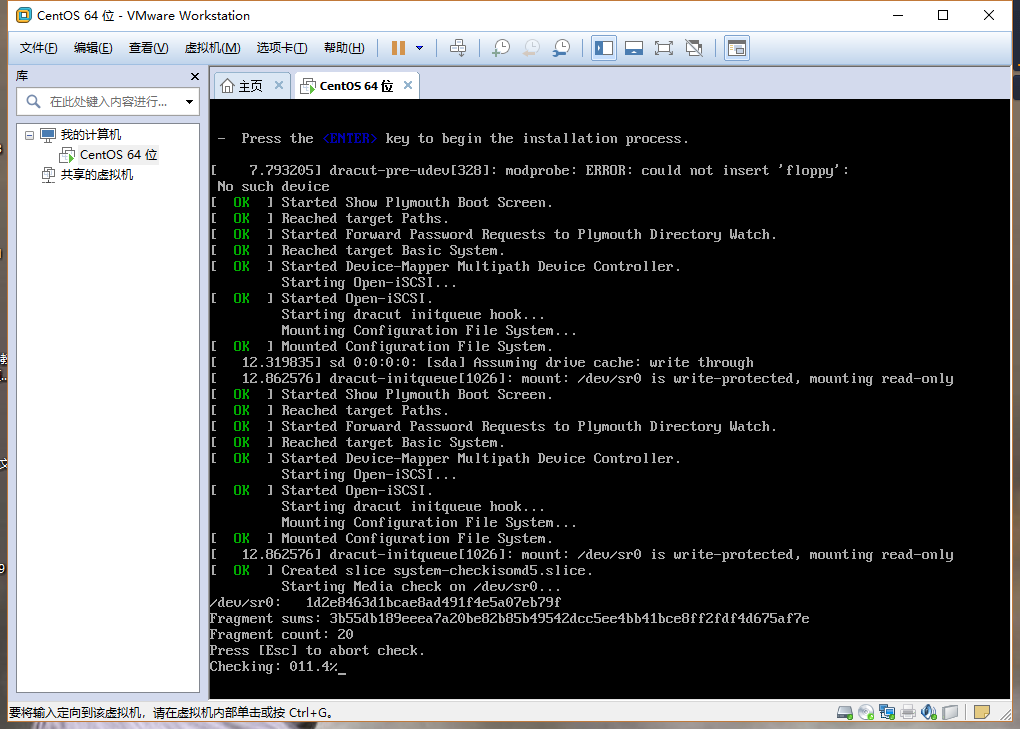 CentOS 64 位 - VMware Workstation
文件(F) 编辑(E) 查看(V) 虚拟机(M) 选项卡(T) 帮助(H)
库
在此处键入内容进行...
我的计算机
CentOS 64 位
共享的虚拟机
主页 CentOS 64 位
- Press the <ENTER> key to begin the installation process.
[    7.793205] dracut-pre-udev[328]: modprobe: ERROR: could not insert 'floppy':
No such device
[  OK  ] Started Show Plymouth Boot Screen.
[  OK  ] Reached target Paths.
[  OK  ] Started Forward Password Requests to Plymouth Directory Watch.
[  OK  ] Reached target Basic System.
[  OK  ] Started Device-Mapper Multipath Device Controller.
Starting Open-iSCSI...
[  OK  ] Started Open-iSCSI.
Starting dracut initqueue hook...
Mounting Configuration File System...
[  OK  ] Mounted Configuration File System.
[   12.319835] sd 0:0:0:0: [sda] Assuming drive cache: write through
[   12.862576] dracut-initqueue[1026]: mount: /dev/sr0 is write-protected, mounting read-only
[  OK  ] Started Show Plymouth Boot Screen.
[  OK  ] Reached target Paths.
[  OK  ] Started Forward Password Requests to Plymouth Directory Watch.
[  OK  ] Reached target Basic System.
[  OK  ] Started Device-Mapper Multipath Device Controller.
Starting Open-iSCSI...
[  OK  ] Started Open-iSCSI.
Starting dracut initqueue hook...
Mounting Configuration File System...
[  OK  ] Mounted Configuration File System.
[   12.862576] dracut-initqueue[1026]: mount: /dev/sr0 is write-protected, mounting read-only
[  OK  ] Created slice system-checkisomd5.slice.
Starting Media check on /dev/sr0...
/dev/sr0:   1d2e8463d1bcae8ad491f4e5a07eb79f
Fragment sums: 3b55db189eeea7a20be82b85b49542dcc5ee4bb41bce8ff2fdf4d675af7e
Fragment count: 20
Press [Esc] to abort check.
Checking: 011.4%_
要将输入定向到该虚拟机，请在虚拟机内部单击或按 Ctrl+G。